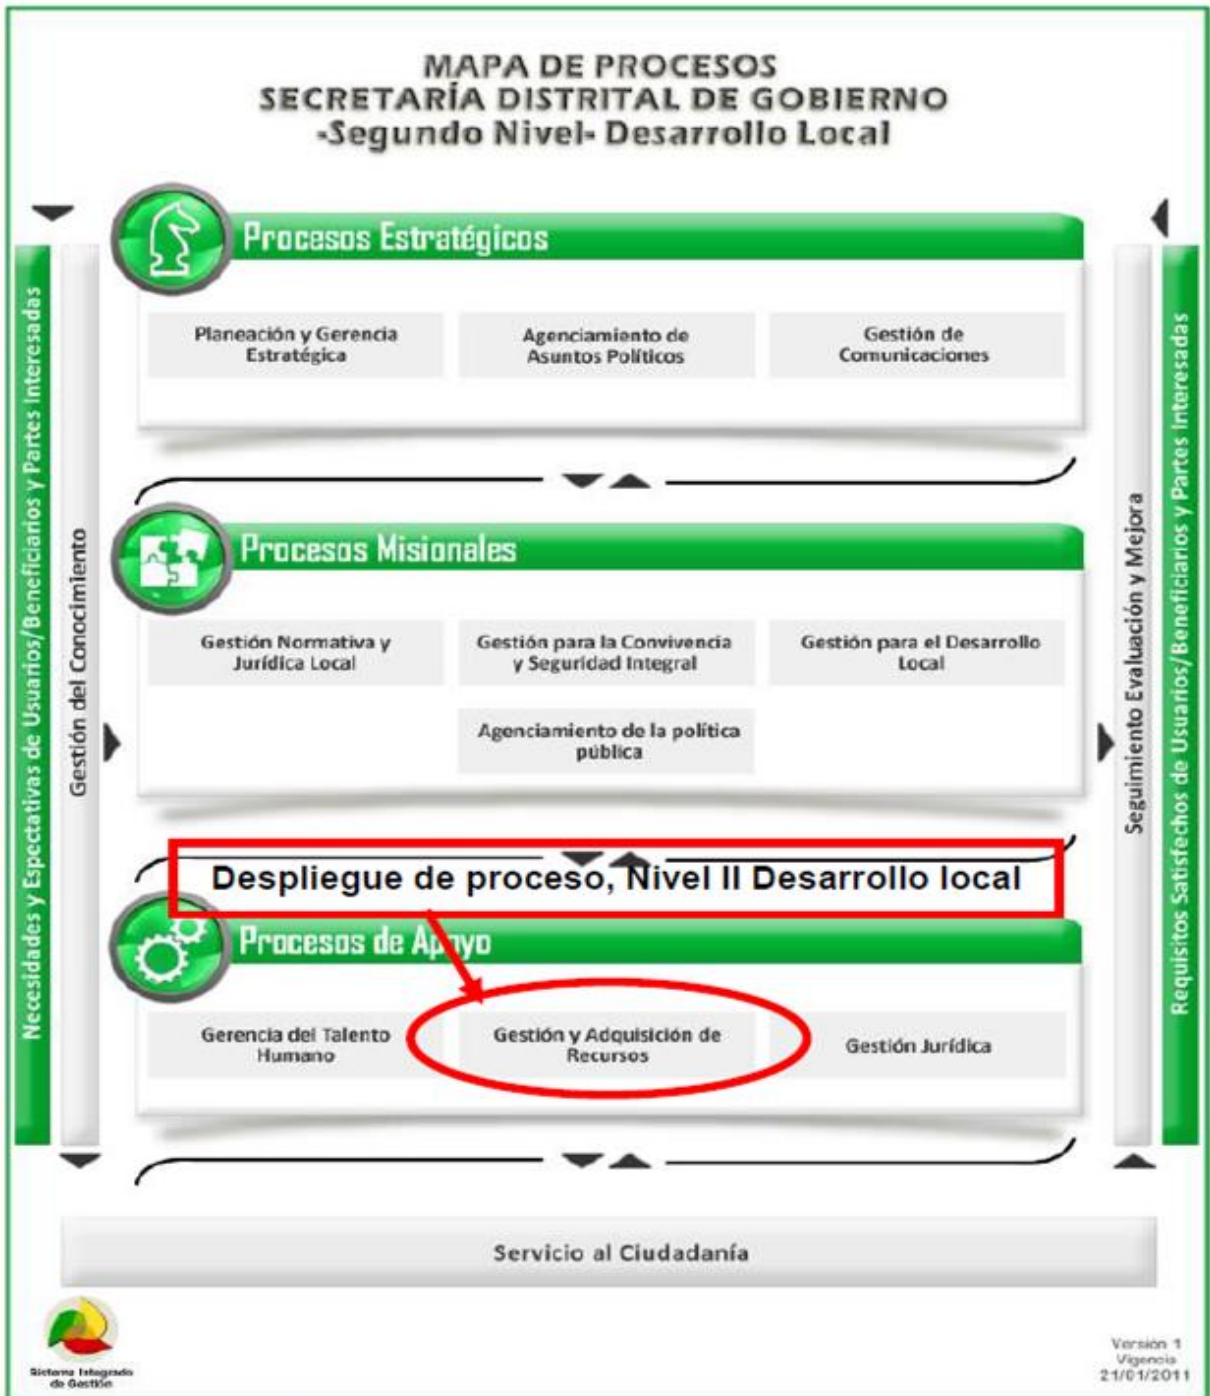 MAPA DE PROCESOS
SECRETARÍA DISTRITAL DE GOBIERNO
-Segundo Nivel- Desarrollo Local
Necesidades y Espectativas de Usuarios/Beneficiarios y Partes Interesadas
Gestión del Conocimiento
Procesos Estratégicos
Planeación y Gerencia
Estratégica
Agenciamiento de
Asuntos Políticos
Gestión de
Comunicaciones
Procesos Misionales
Gestión Normativa y
Jurídica Local
Gestión para la Convivencia
y Seguridad Integral
Gestión para el Desarrollo
Local
Agenciamiento de la política
pública
Despliegue de proceso, Nivel II Desarrollo local
Procesos de Apoyo
Gerencia del Talento
Humano
Gestión y Adquisición de
Recursos
Gestión Jurídica
Seguimiento Evaluación y Mejora
Requisitos Satisfechos de Usuarios/Beneficiarios y Partes Interesadas
Servicio al Ciudadanía
Sistema Integrado
de Gestión
Versión 1
Vigencia
21/01/2011